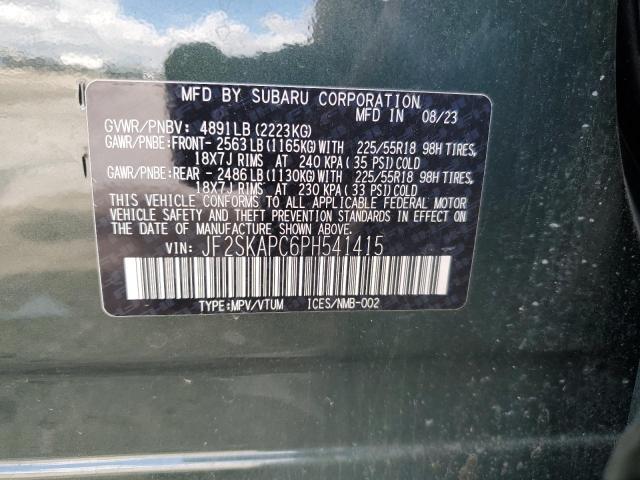 MFD BY SUBARU CORPORATION
MFD IN 08/23
GVWR/PNBV: 4891LB (2223KG)
GAWR/PNBE: FRONT- 2563 LB (1165KG) WITH 225/55R18 98H TIRES,
18X7J RIMS AT 240 KPA (35 PSI) COLD
GAWR/PNBE: REAR - 2486 LB (1130KG) WITH 225/55R18 98H TIRES,
18X7J RIMS AT 230 KPA (33 PSI) COLD
THIS VEHICLE CONFORMS TO ALL APPLICABLE FEDERAL MOTOR
VEHICLE SAFETY AND THEFT PREVENTION STANDARDS IN EFFECT ON
THE DATE OF MANUFACTURE SHOWN ABOVE.
VIN: JF2SKAPC6PH541415
TYPE:MPV/VTUM ICES/NMB-002